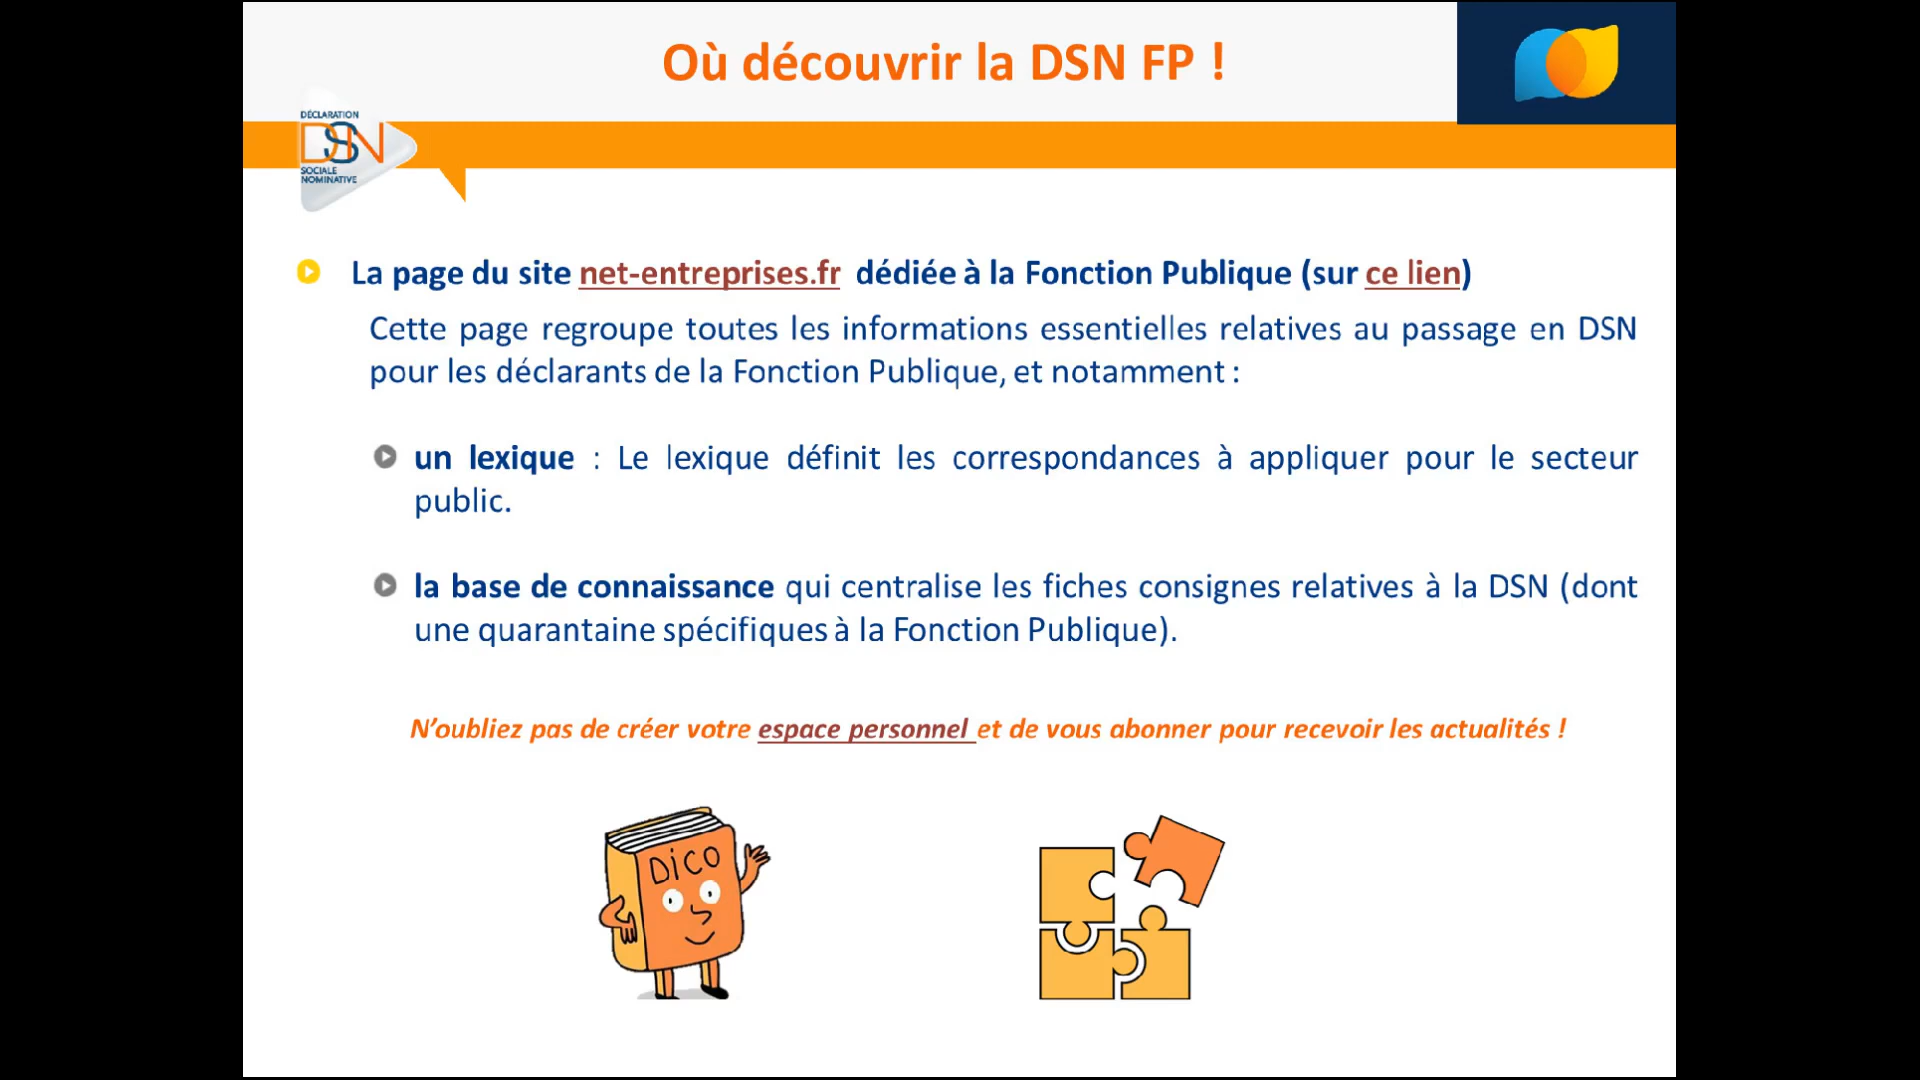 Où découvrir la DSN FP !
DÉCLARATION
DSN
SOCIALE
NOMINATIVE
La page du site net-entreprises.fr dédiée à la Fonction Publique (sur ce lien)
Cette page regroupe toutes les informations essentielles relatives au passage en DSN
pour les déclarants de la Fonction Publique, et notamment :
un lexique : Le lexique définit les correspondances à appliquer pour le secteur
public.
la base de connaissance qui centralise les fiches consignes relatives à la DSN (dont
une quarantaine spécifiques à la Fonction Publique).
N’oubliez pas de créer votre espace personnel et de vous abonner pour recevoir les actualités !
DiCO